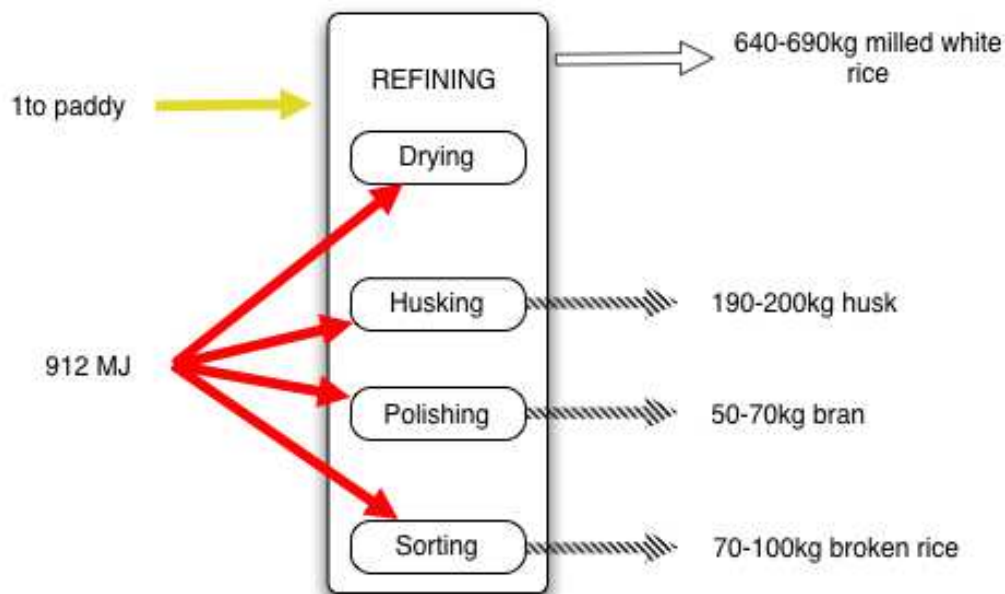 640-690kg milled white
rice
REFINING
1to paddy
Drying
Husking
190-200kg husk
912 MJ
Polishing
50-70kg bran
Sorting
70-100kg broken rice